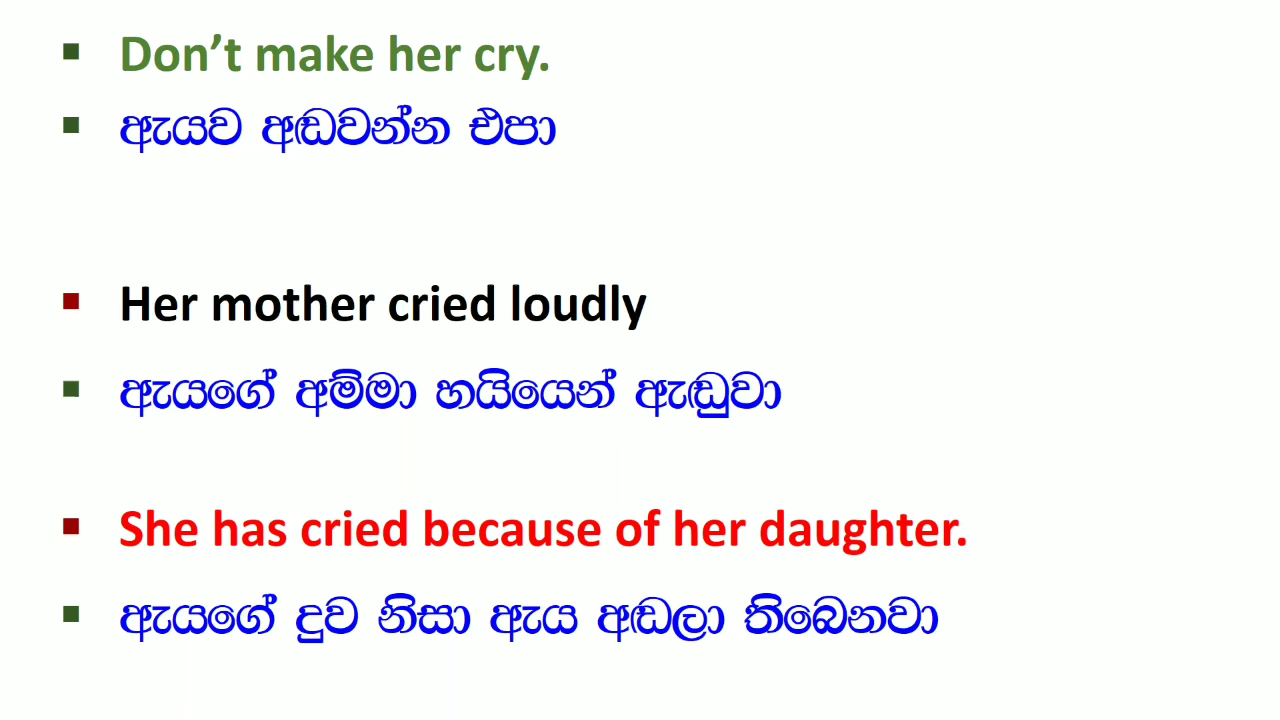 Don’t make her cry.
ඇයව අඬවන්න එපා
Her mother cried loudly
ඇයගේ අම්මා හයියෙන් ඇඬුවා
She has cried because of her daughter.
ඇයගේ දුව නිසා ඇය අඬලා තිබෙනවා